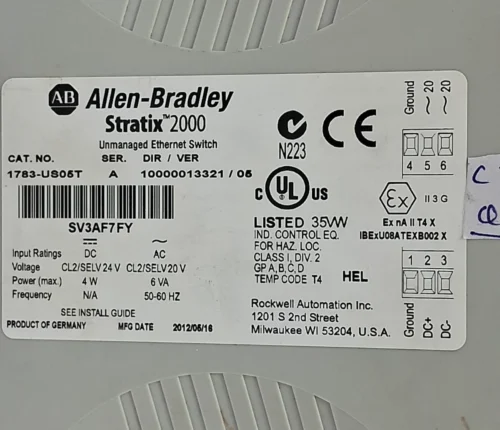 AB Allen-Bradley
Stratix™2000
Unmanaged Ethernet Switch
CAT. NO. SER. DIR / VER
1783-US05T A 10000013321 / 05
SV3AF7FY
DC AC
Input Ratings
Voltage CL2/SELV 24 V CL2/SELV 20 V
Power (max.) 4 W 6 VA
Frequency N/A 50-60 HZ
SEE INSTALL GUIDE
PRODUCT OF GERMANY MFG DATE 2012/05/16
N223
CE
c UL US
LISTED 35VW
IND. CONTROL EQ.
FOR HAZ. LOC.
CLASS I, DIV. 2
GP A, B, C, D
TEMP CODE T4 HEL
Rockwell Automation Inc.
1201 S 2nd Street
Milwaukee WI 53204, U.S.A.
Ground ~ 20 ~ 20
4 5 6
Ex II 3 G
Ex nA II T4 X
IBExU08ATEXB002 X
1 2 3
Ground DC+ DC-
C